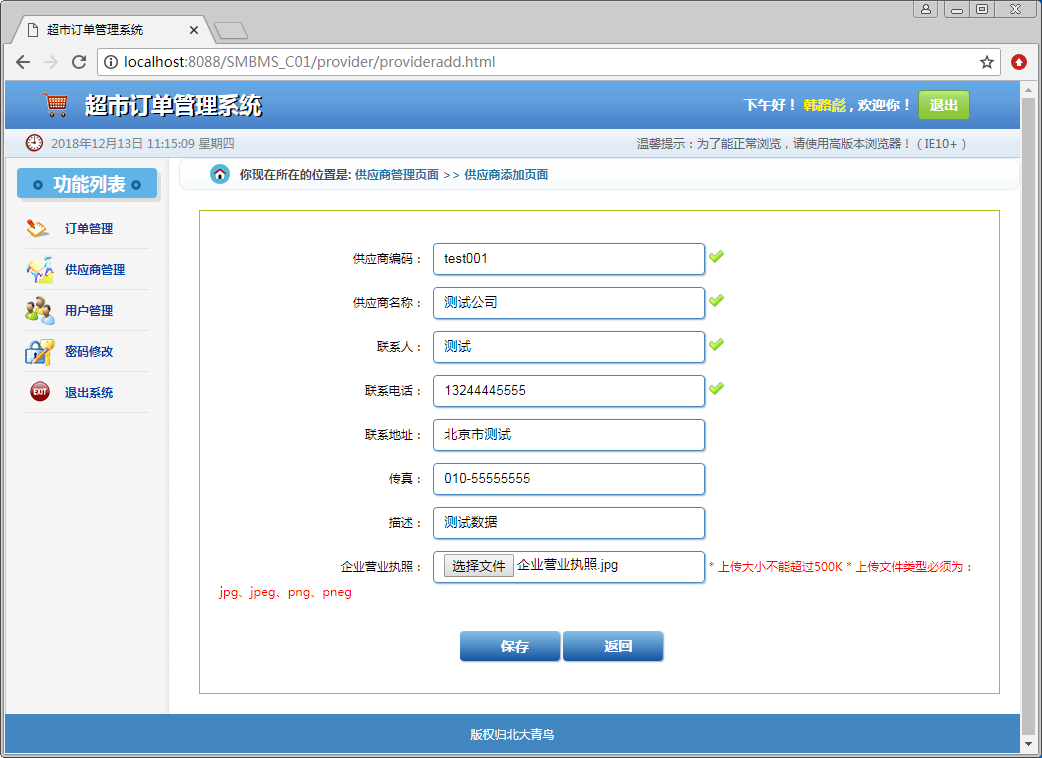 超市订单管理系统
localhost:8088/SMBMS_C01/provider/provideradd.html
超市订单管理系统
下午好！ 韩路彪 , 欢迎你！ 退出
2018年12月13日 11:15:09 星期四
温馨提示：为了能正常浏览，请使用高版本浏览器！（IE10+）
功能列表
你现在所在的位置是: 供应商管理页面 >> 供应商添加页面
订单管理
供应商管理
用户管理
密码修改
EXIT 退出系统
供应商编码： test001
供应商名称： 测试公司
联系人： 测试
联系电话： 13244445555
联系地址： 北京市测试
传真： 010-55555555
描述： 测试数据
企业营业执照： 选择文件 企业营业执照.jpg * 上传大小不能超过500K * 上传文件类型必须为：
jpg、jpeg、png、pneg
保存 返回
版权归北大青鸟